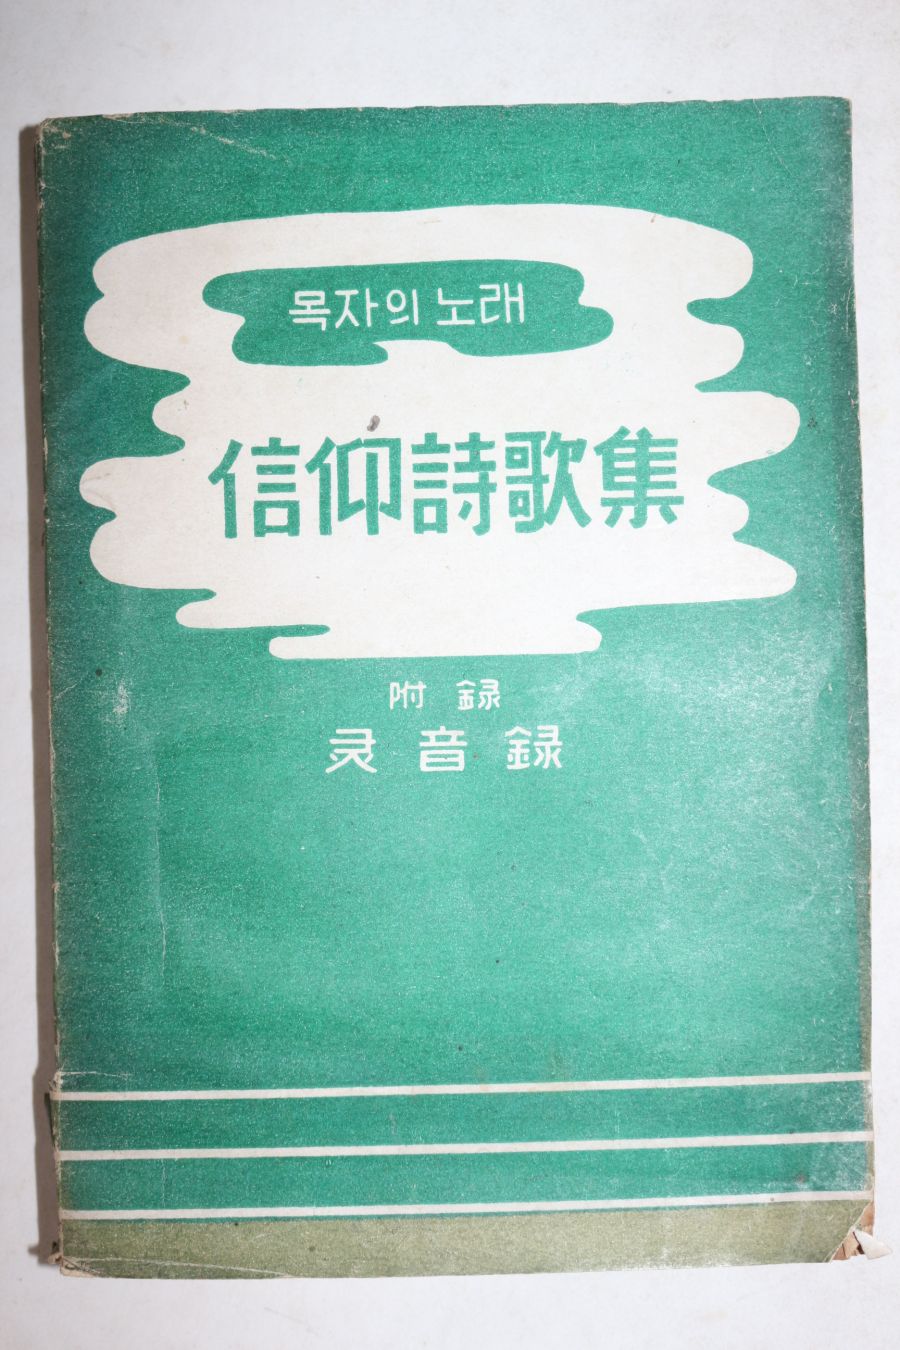 목자의 노래
信仰詩歌集
附録
灵音録